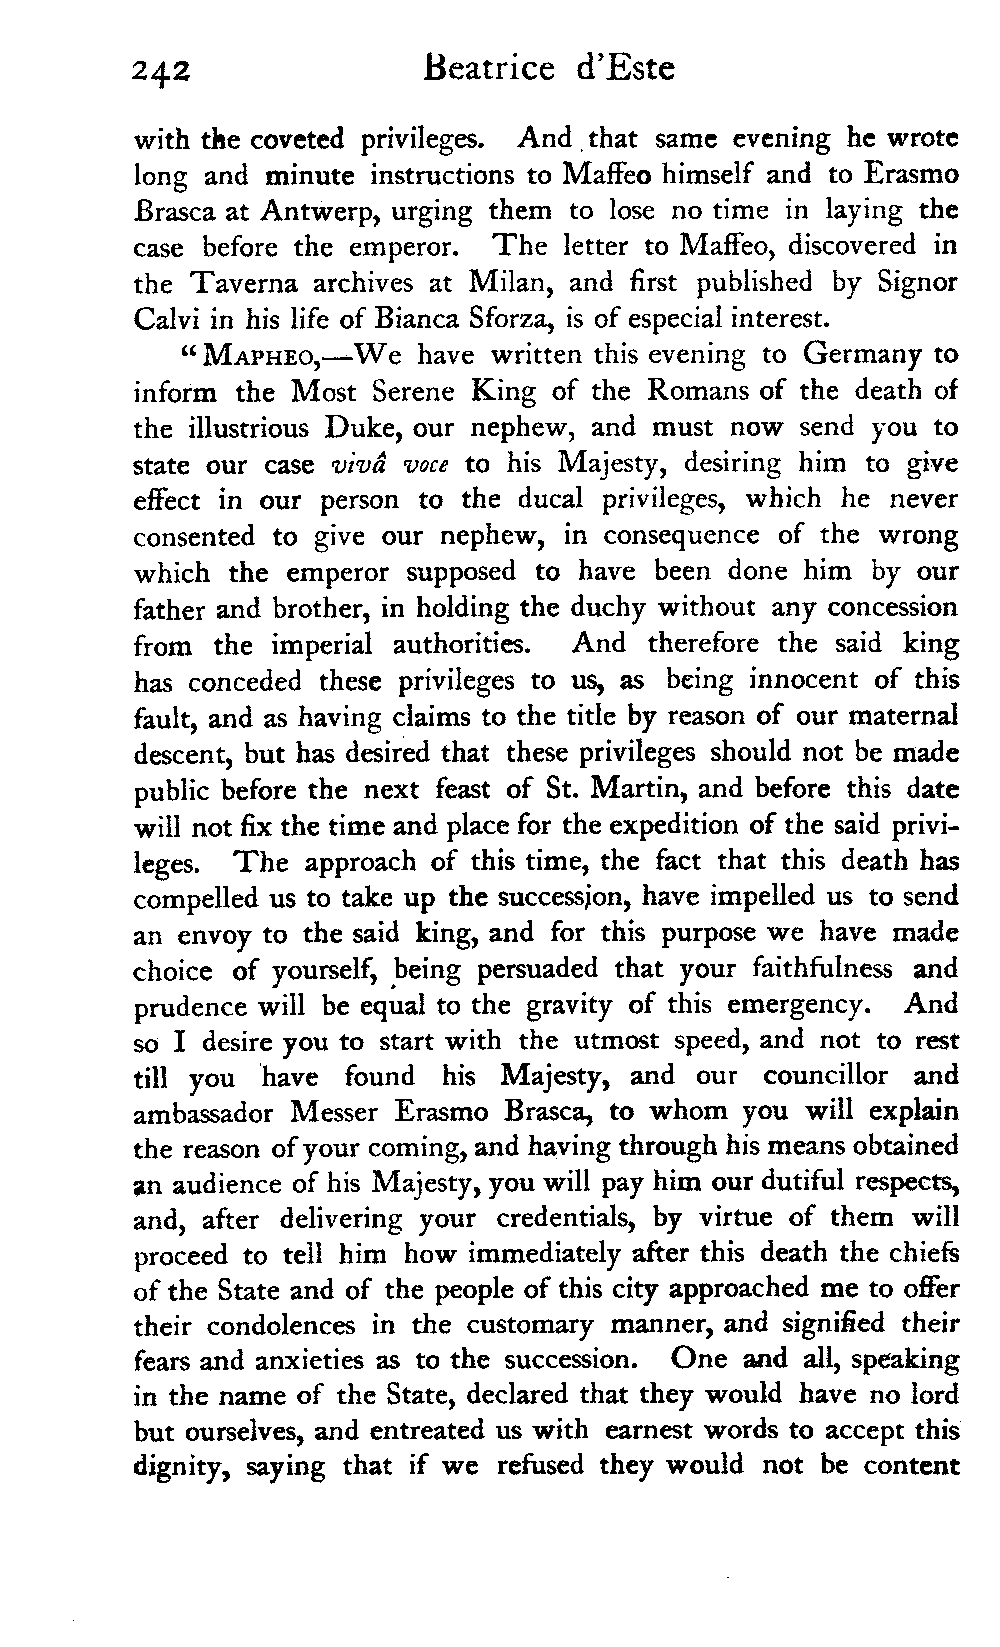 242 Beatrice d'Este
with the coveted privileges. And that same evening he wrote
long and minute instructions to Maffeo himself and to Erasmo
Brasca at Antwerp, urging them to lose no time in laying the
case before the emperor. The letter to Maffeo, discovered in
the Taverna archives at Milan, and first published by Signor
Calvi in his life of Bianca Sforza, is of especial interest.
“MAPHEO,—We have written this evening to Germany to
inform the Most Serene King of the Romans of the death of
the illustrious Duke, our nephew, and must now send you to
state our case vivâ voce to his Majesty, desiring him to give
effect in our person to the ducal privileges, which he never
consented to give our nephew, in consequence of the wrong
which the emperor supposed to have been done him by our
father and brother, in holding the duchy without any concession
from the imperial authorities. And therefore the said king
has conceded these privileges to us, as being innocent of this
fault, and as having claims to the title by reason of our maternal
descent, but has desired that these privileges should not be made
public before the next feast of St. Martin, and before this date
will not fix the time and place for the expedition of the said privi-
leges. The approach of this time, the fact that this death has
compelled us to take up the succession, have impelled us to send
an envoy to the said king, and for this purpose we have made
choice of yourself, being persuaded that your faithfulness and
prudence will be equal to the gravity of this emergency. And
so I desire you to start with the utmost speed, and not to rest
till you have found his Majesty, and our councillor and
ambassador Messer Erasmo Brasca, to whom you will explain
the reason of your coming, and having through his means obtained
an audience of his Majesty, you will pay him our dutiful respects,
and, after delivering your credentials, by virtue of them will
proceed to tell him how immediately after this death the chiefs
of the State and of the people of this city approached me to offer
their condolences in the customary manner, and signified their
fears and anxieties as to the succession. One and all, speaking
in the name of the State, declared that they would have no lord
but ourselves, and entreated us with earnest words to accept this
dignity, saying that if we refused they would not be content